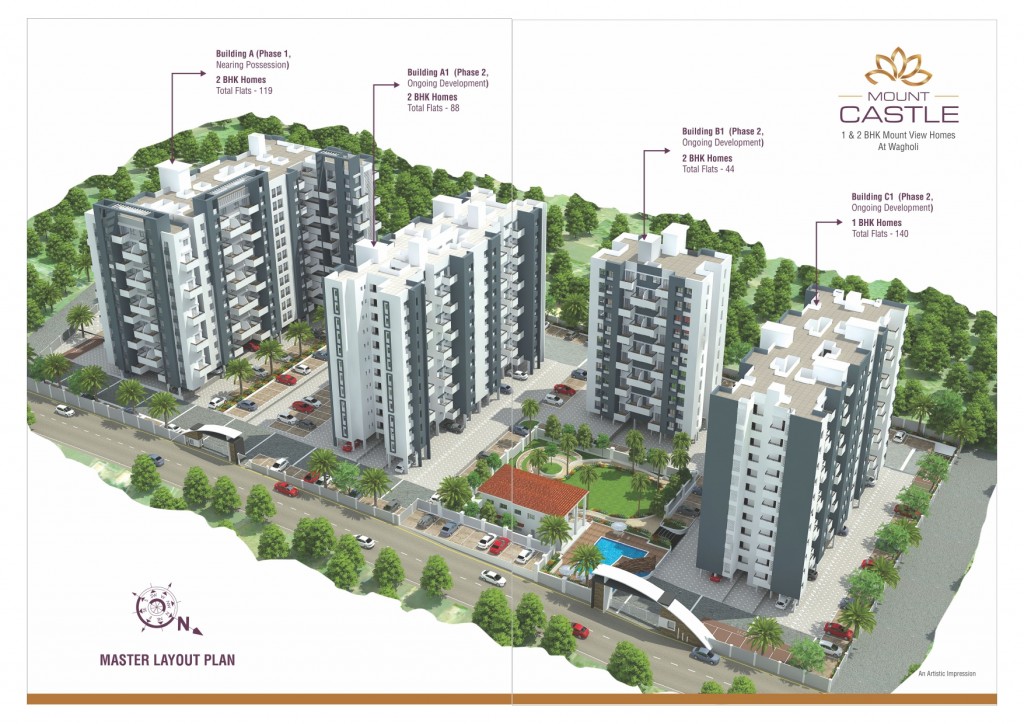 Building A (Phase 1,
Nearing Possession)
2 BHK Homes
Total Flats - 119
Building A1 (Phase 2,
Ongoing Development)
2 BHK Homes
Total Flats - 88
Building B1 (Phase 2,
Ongoing Development)
2 BHK Homes
Total Flats - 44
MOUNT
CASTLE
1 & 2 BHK Mount View Homes
At Wagholi
Building C1 (Phase 2,
Ongoing Development)
1 BHK Homes
Total Flats - 140
N
MASTER LAYOUT PLAN
An Artistic Impression